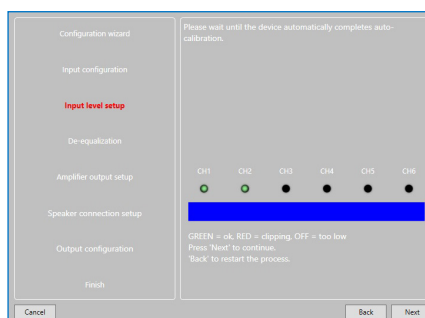 Configuration wizard
Input configuration
Input level setup
De-equalization
Amplifier output setup
Speaker connection setup
Output configuration
Finish
Please wait until the device automatically completes auto-
calibration.
CH1 CH2 CH3 CH4 CH5 CH6
GREEN = ok, RED = clipping, OFF = too low
Press 'Next' to continue.
'Back' to restart the process.
Cancel Back Next